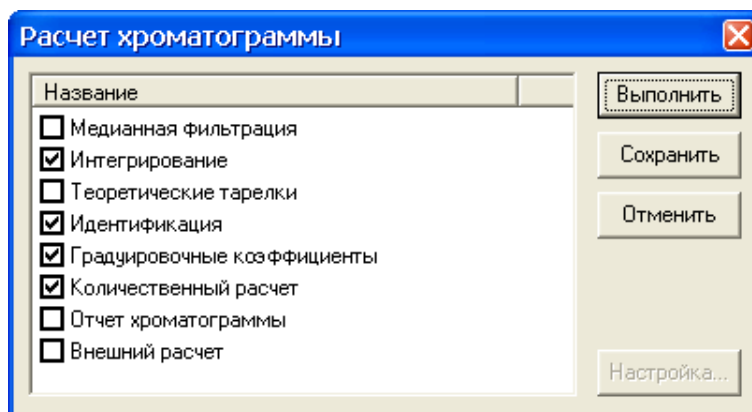 Расчет хроматограммы
Название
Медианная фильтрация
Интегрирование
Теоретические тарелки
Идентификация
Градуировочные коэффициенты
Количественный расчет
Отчет хроматограммы
Внешний расчет
Выполнить
Сохранить
Отменить
Настройка...